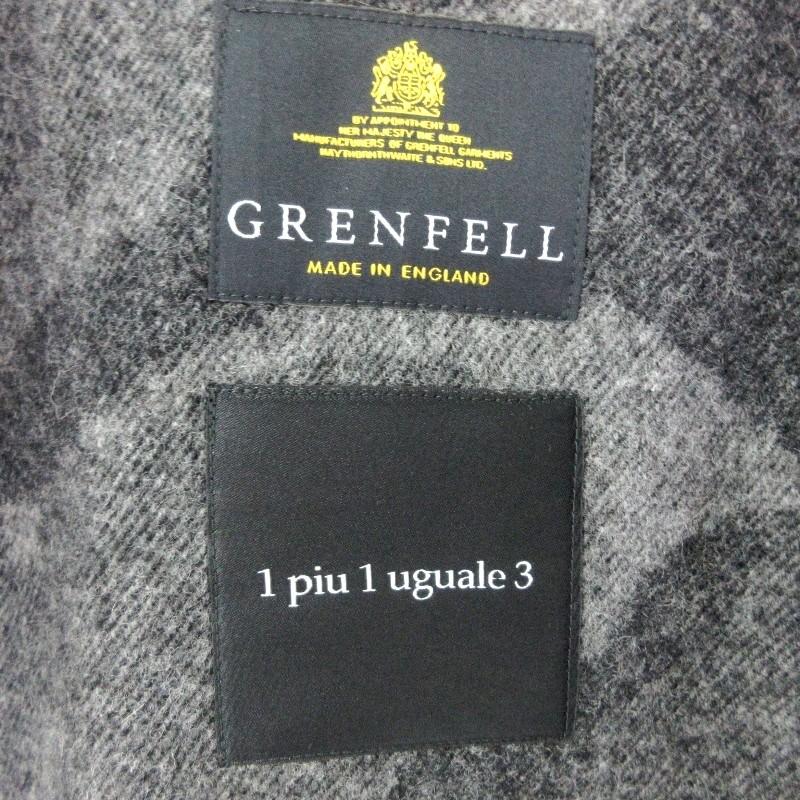 BY APPOINTMENT TO
HER MAJESTY THE QUEEN
MANUFACTURERS OF GRENFELL GARMENTS
HAYTHORNTHWAITE & SONS LTD.
GRENFELL
MADE IN ENGLAND
1 piu 1 uguale 3